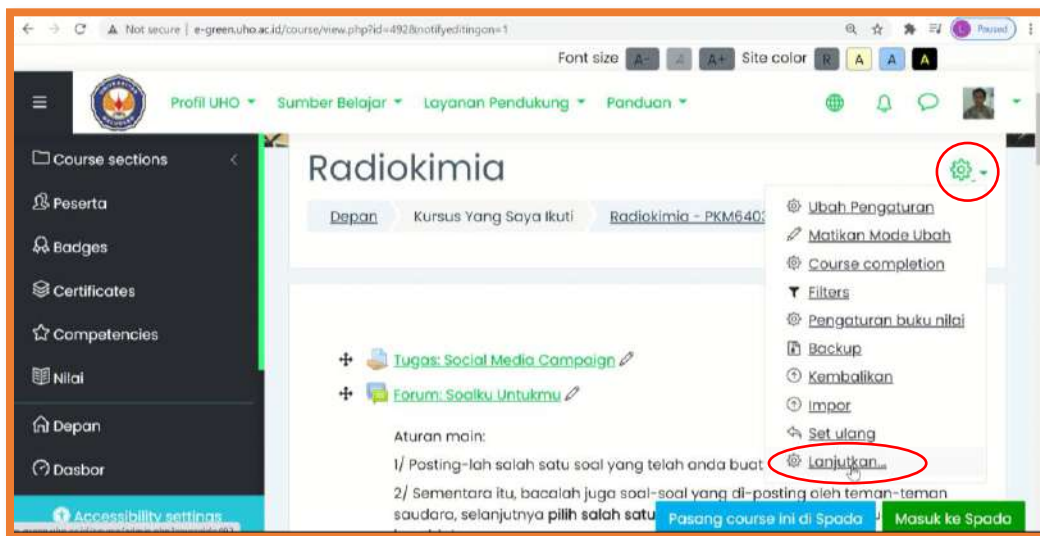 Not secure | e-green.uho.ac.id/course/view.php?id=492&notifyeditingon=1
Paused
Font size A- A A+ Site color R A A A
Profil UHO Sumber Belajar Layanan Pendukung Panduan
Course sections
Peserta
Badges
Certificates
Competencies
Nilai
Depan
Dasbor
Accessibility settings
Radiokimia
Depan Kursus Yang Saya Ikuti Radiokimia - PKM640
Ubah Pengaturan
Matikan Mode Ubah
Course completion
Filters
Pengaturan buku nilai
Backup
Kembalikan
Impor
Set ulang
Lanjutkan...
Tugas: Social Media Campaign
Forum: Soalku Untukmu
Aturan main:
1/ Posting-lah salah satu soal yang telah anda buat
2/ Sementara itu, bacalah juga soal-soal yang di-posting oleh teman-teman
saudara, selanjutnya pilih salah satu
Pasang course ini di Spada
Masuk ke Spada